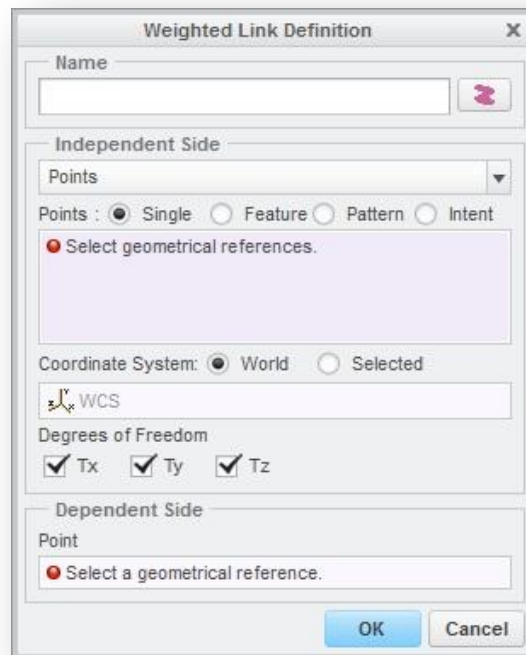 Weighted Link Definition x
Name
Independent Side
Points
Points : Single Feature Pattern Intent
Select geometrical references.
Coordinate System: World Selected
WCS
Degrees of Freedom
Tx Ty Tz
Dependent Side
Point
Select a geometrical reference.
OK Cancel